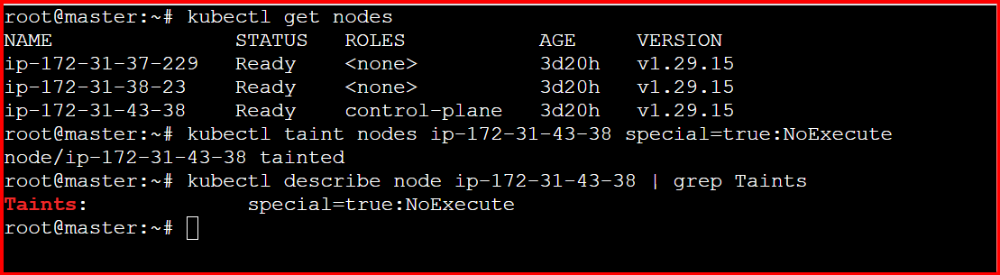 root@master:~# kubectl get nodes
NAME                STATUS   ROLES           AGE     VERSION
ip-172-31-37-229   Ready    <none>          3d20h   v1.29.15
ip-172-31-38-23    Ready    <none>          3d20h   v1.29.15
ip-172-31-43-38    Ready    control-plane   3d20h   v1.29.15
root@master:~# kubectl taint nodes ip-172-31-43-38 special=true:NoExecute
node/ip-172-31-43-38 tainted
root@master:~# kubectl describe node ip-172-31-43-38 | grep Taints
Taints:             special=true:NoExecute
root@master:~#